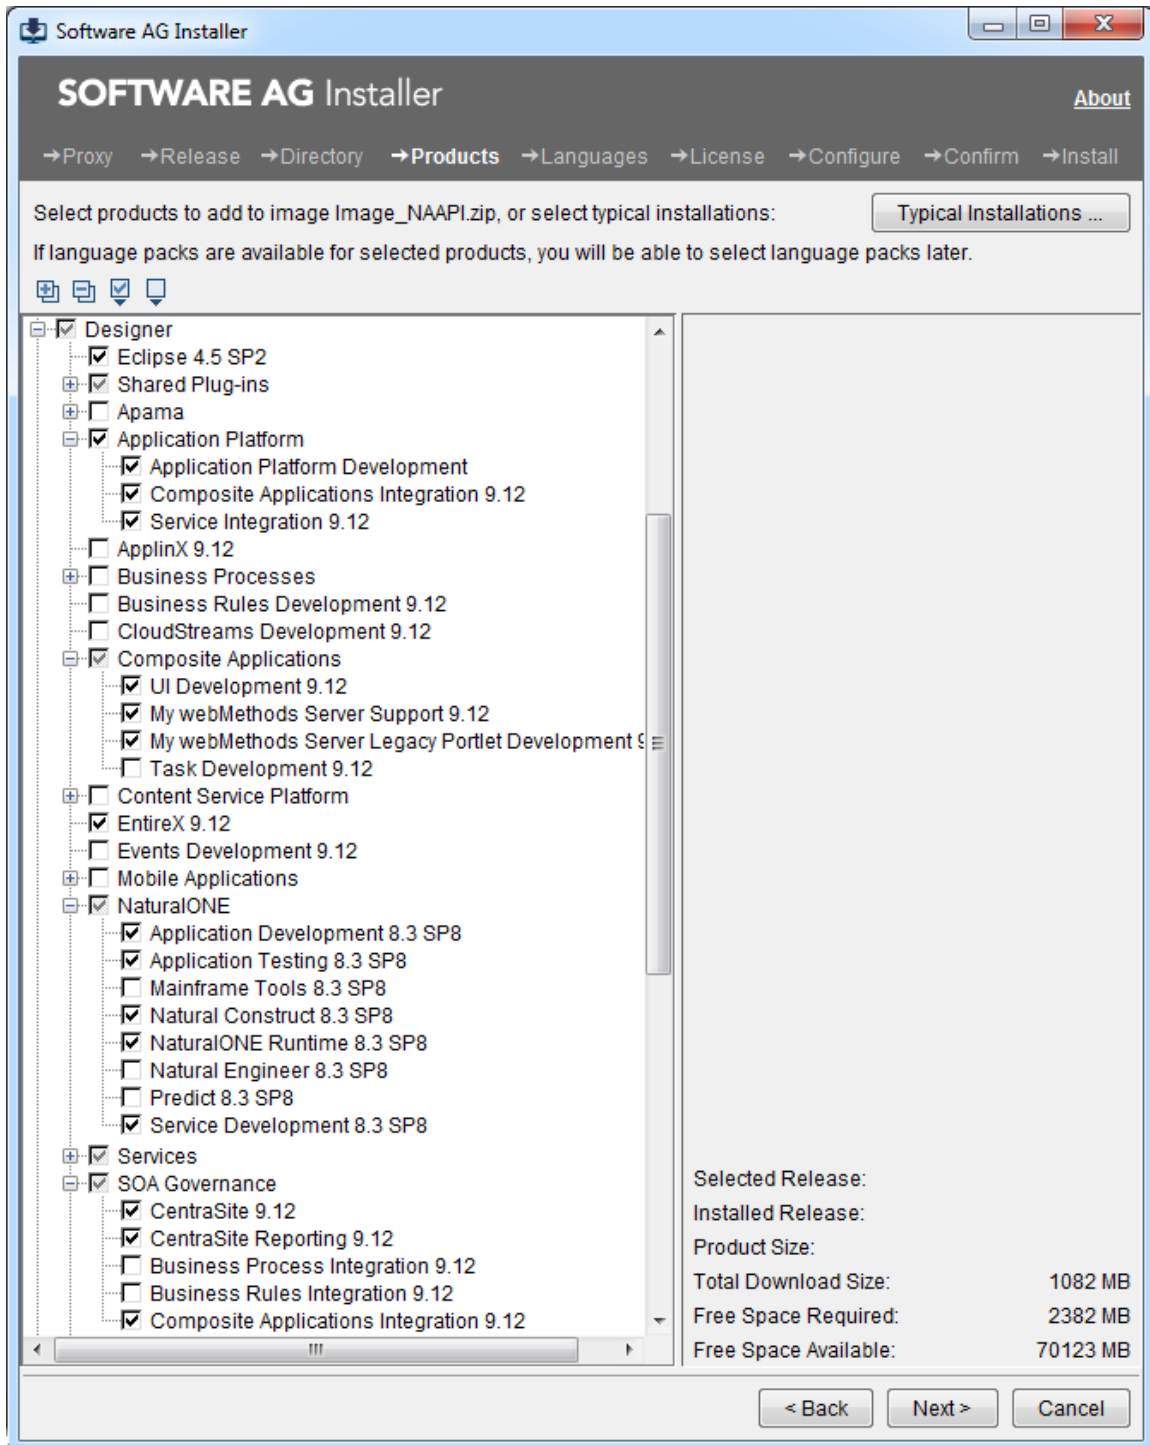 Software AG Installer
SOFTWARE AG Installer
About
→Proxy →Release →Directory →Products →Languages →License →Configure →Confirm →Install
Select products to add to image Image_NAAPI.zip, or select typical installations:
Typical Installations ...
If language packs are available for selected products, you will be able to select language packs later.
Designer
Eclipse 4.5 SP2
Shared Plug-ins
Apama
Application Platform
Application Platform Development
Composite Applications Integration 9.12
Service Integration 9.12
ApplinX 9.12
Business Processes
Business Rules Development 9.12
CloudStreams Development 9.12
Composite Applications
UI Development 9.12
My webMethods Server Support 9.12
My webMethods Server Legacy Portlet Development 9
Task Development 9.12
Content Service Platform
EntireX 9.12
Events Development 9.12
Mobile Applications
NaturalONE
Application Development 8.3 SP8
Application Testing 8.3 SP8
Mainframe Tools 8.3 SP8
Natural Construct 8.3 SP8
NaturalONE Runtime 8.3 SP8
Natural Engineer 8.3 SP8
Predict 8.3 SP8
Service Development 8.3 SP8
Services
SOA Governance
CentraSite 9.12
CentraSite Reporting 9.12
Business Process Integration 9.12
Business Rules Integration 9.12
Composite Applications Integration 9.12
Selected Release:
Installed Release:
Product Size:
Total Download Size: 1082 MB
Free Space Required: 2382 MB
Free Space Available: 70123 MB
< Back
Next >
Cancel